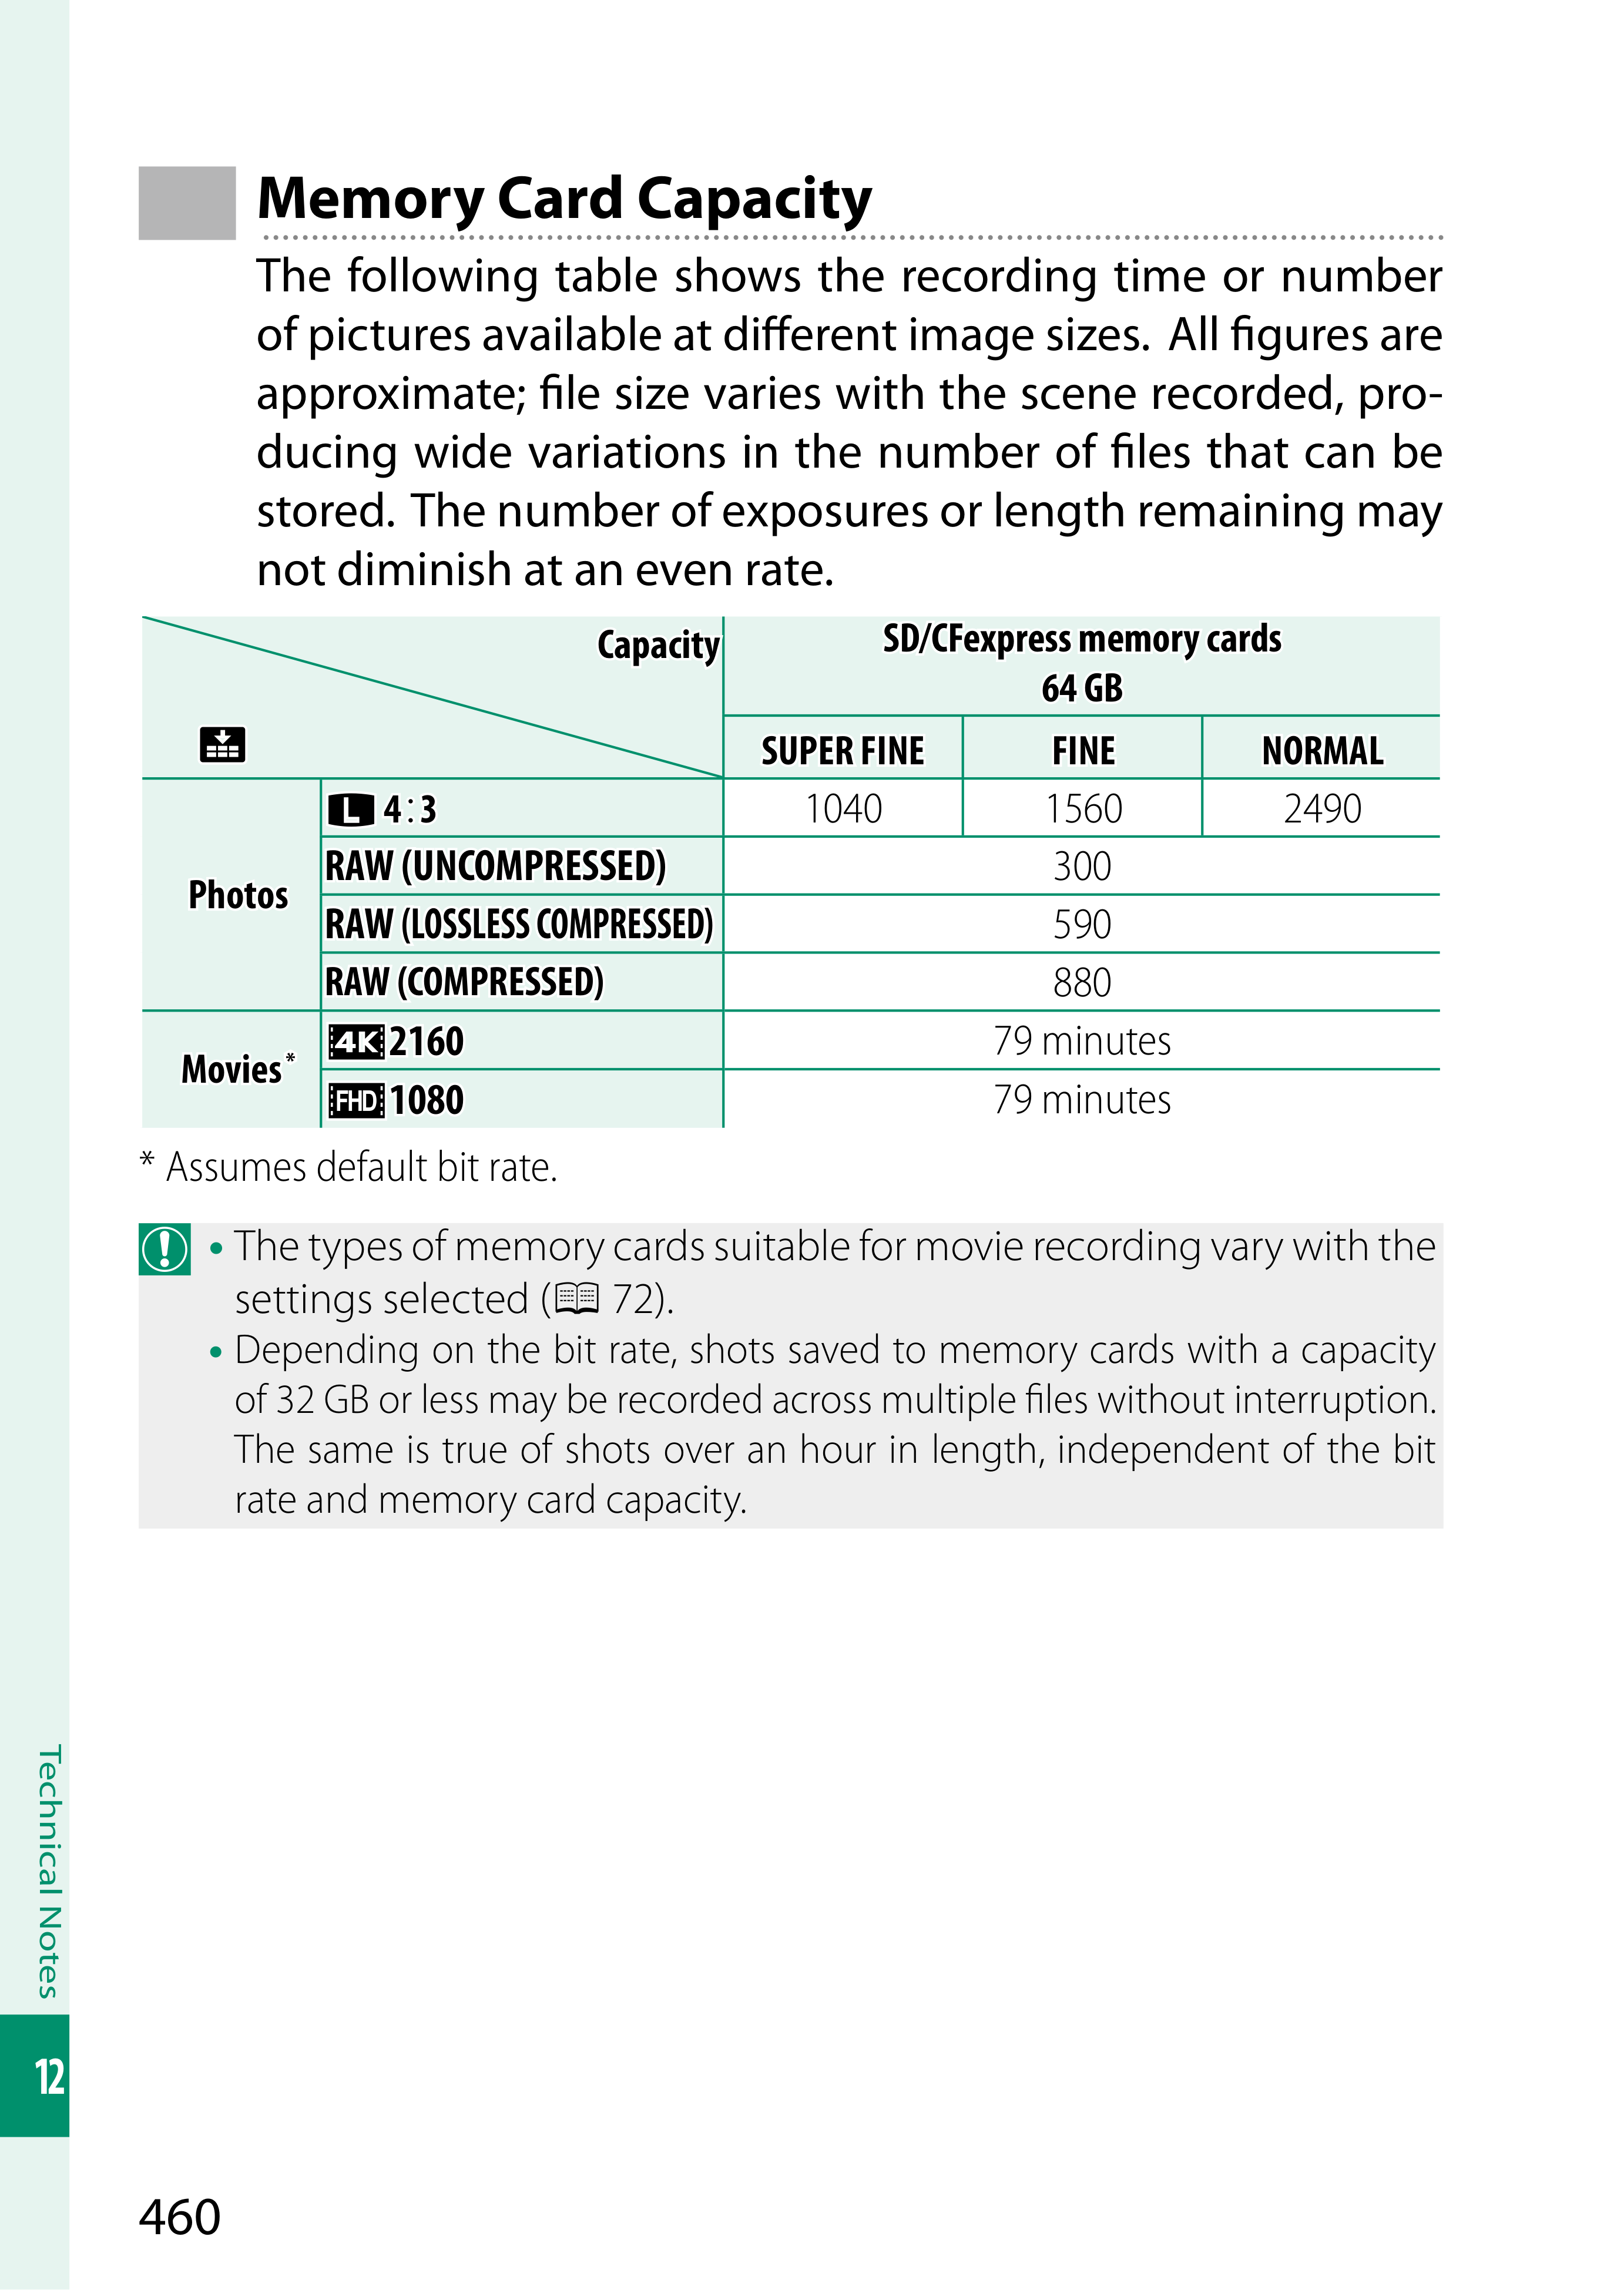 Memory Card Capacity
The following table shows the recording time or number
of pictures available at different image sizes. All figures are
approximate; file size varies with the scene recorded, pro-
ducing wide variations in the number of files that can be
stored. The number of exposures or length remaining may
not diminish at an even rate.
Capacity
SD/CFexpress memory cards
64 GB
SUPER FINE FINE NORMAL
Photos
L 4:3 1040 1560 2490
RAW (UNCOMPRESSED) 300
RAW (LOSSLESS COMPRESSED) 590
RAW (COMPRESSED) 880
Movies*
4K 2160 79 minutes
FHD 1080 79 minutes
* Assumes default bit rate.
• The types of memory cards suitable for movie recording vary with the
settings selected (72).
• Depending on the bit rate, shots saved to memory cards with a capacity
of 32 GB or less may be recorded across multiple files without interruption.
The same is true of shots over an hour in length, independent of the bit
rate and memory card capacity.
Technical Notes
12
460